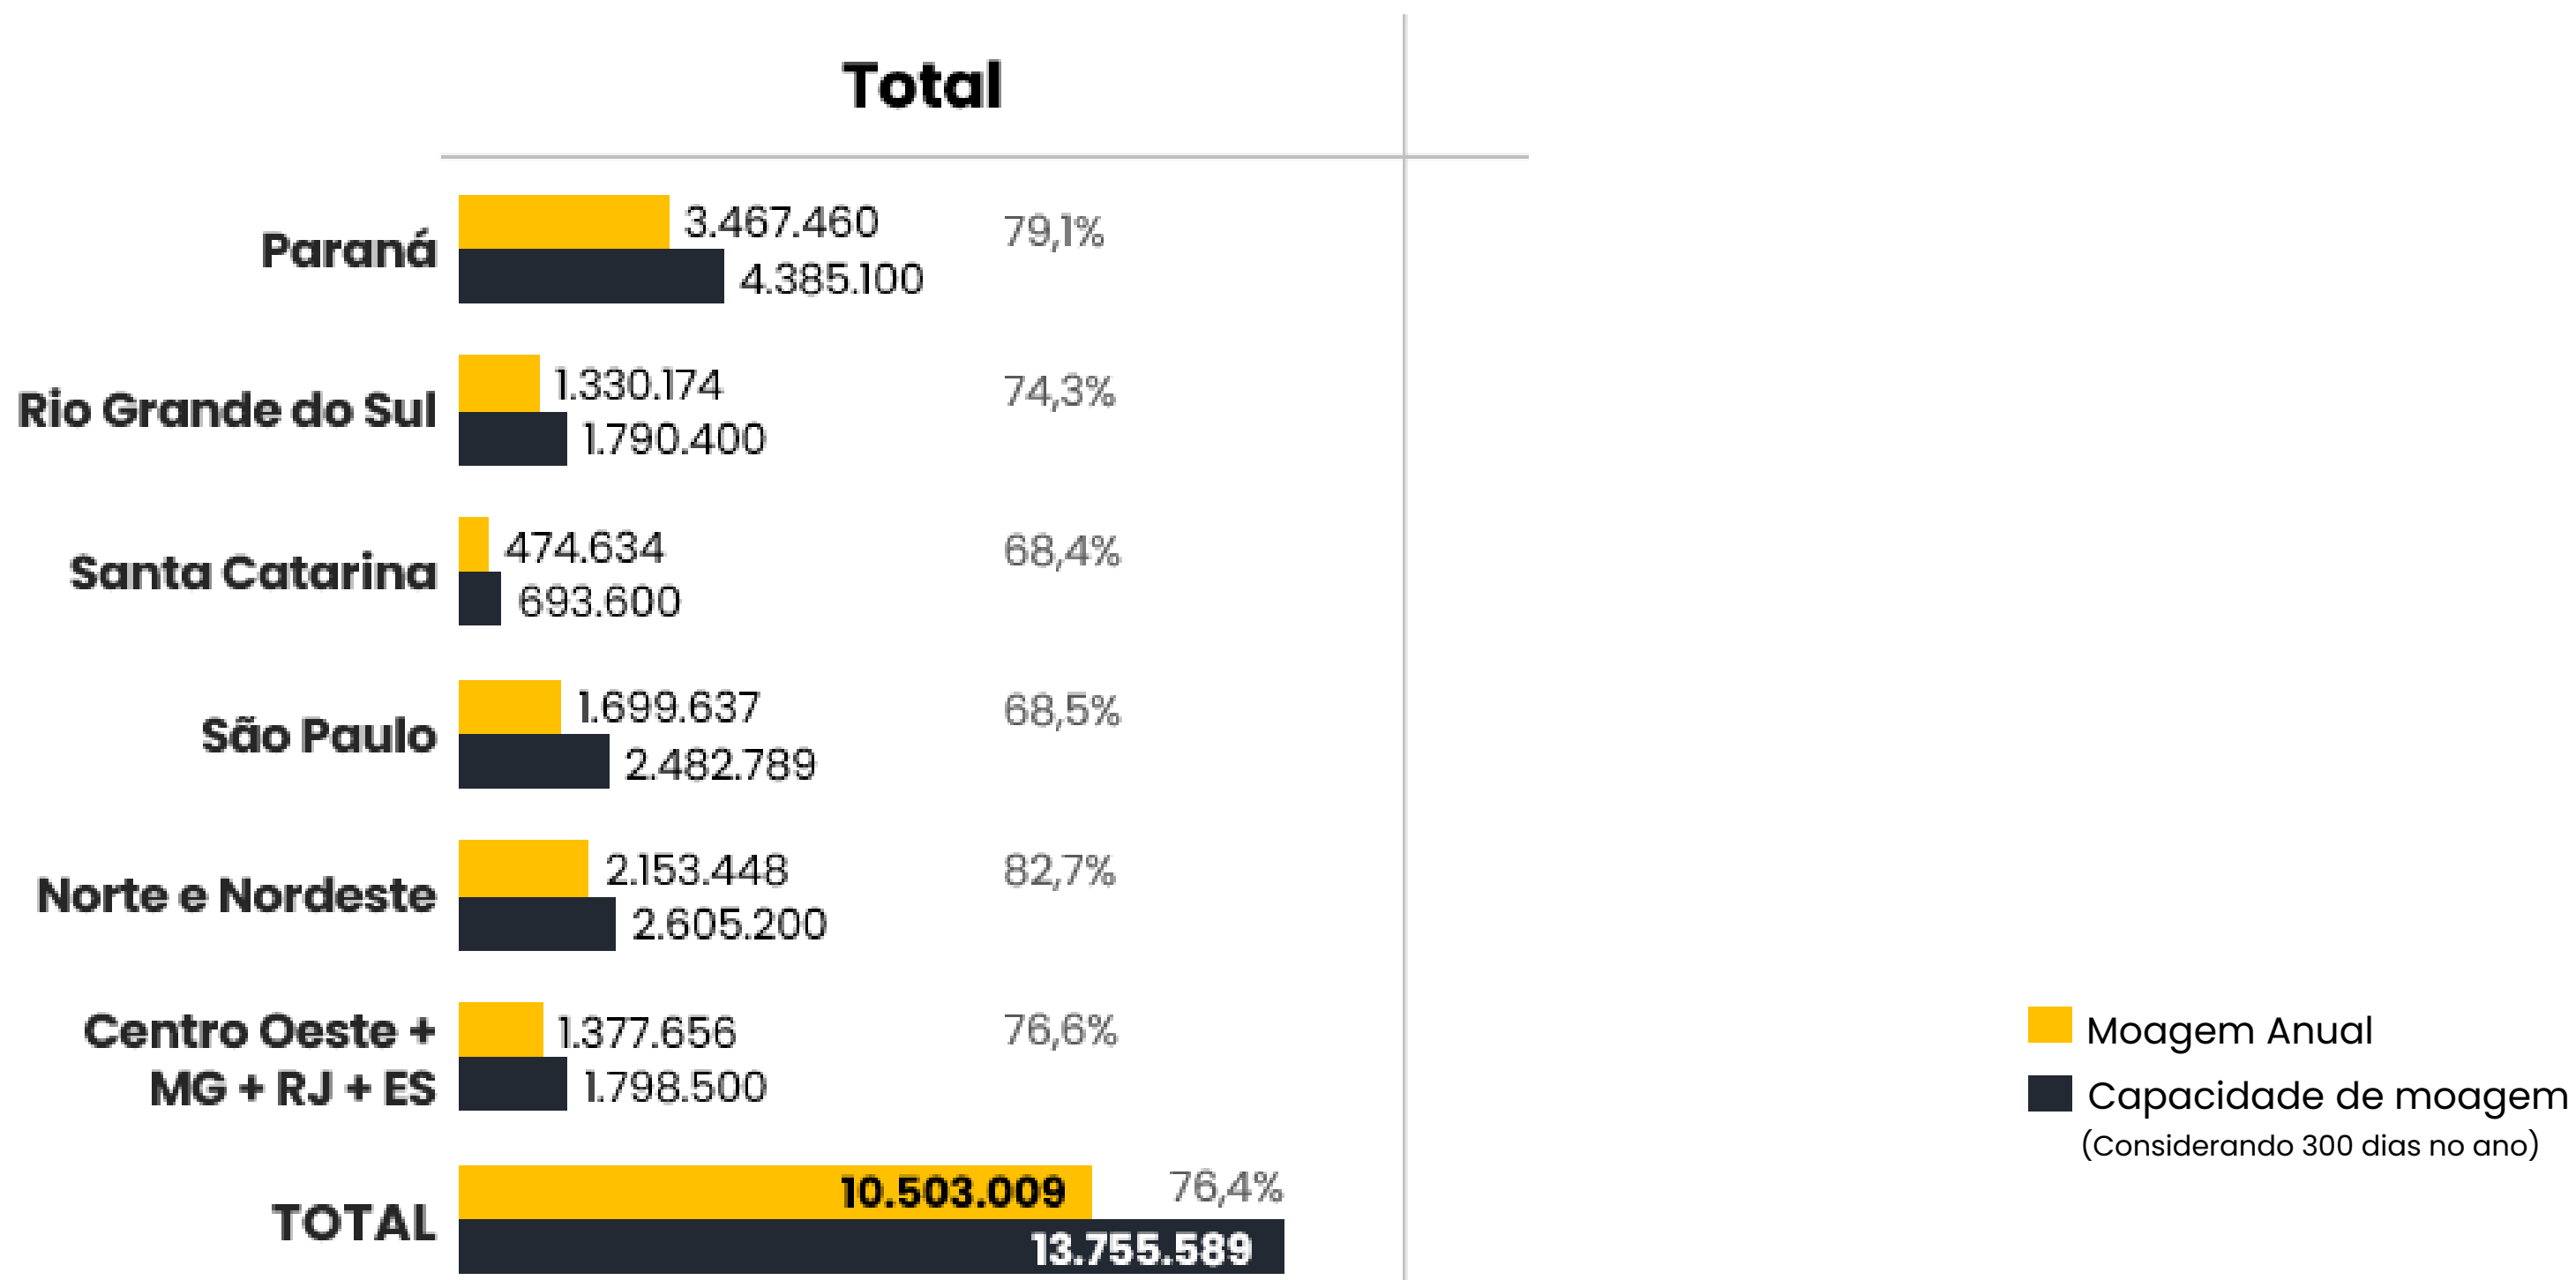 Total
Paraná
3.467.460
79,1%
4.385.100
Rio Grande do Sul
1.330.174
74,3%
1.790.400
Santa Catarina
474.634
68,4%
693.600
São Paulo
1.699.637
68,5%
2.482.789
Norte e Nordeste
2.153.448
82,7%
2.605.200
Centro Oeste +
MG + RJ + ES
1.377.656
76,6%
1.798.500
TOTAL
10.503.009
76,4%
13.755.589
Moagem Anual
Capacidade de moagem
(Considerando 300 dias no ano)